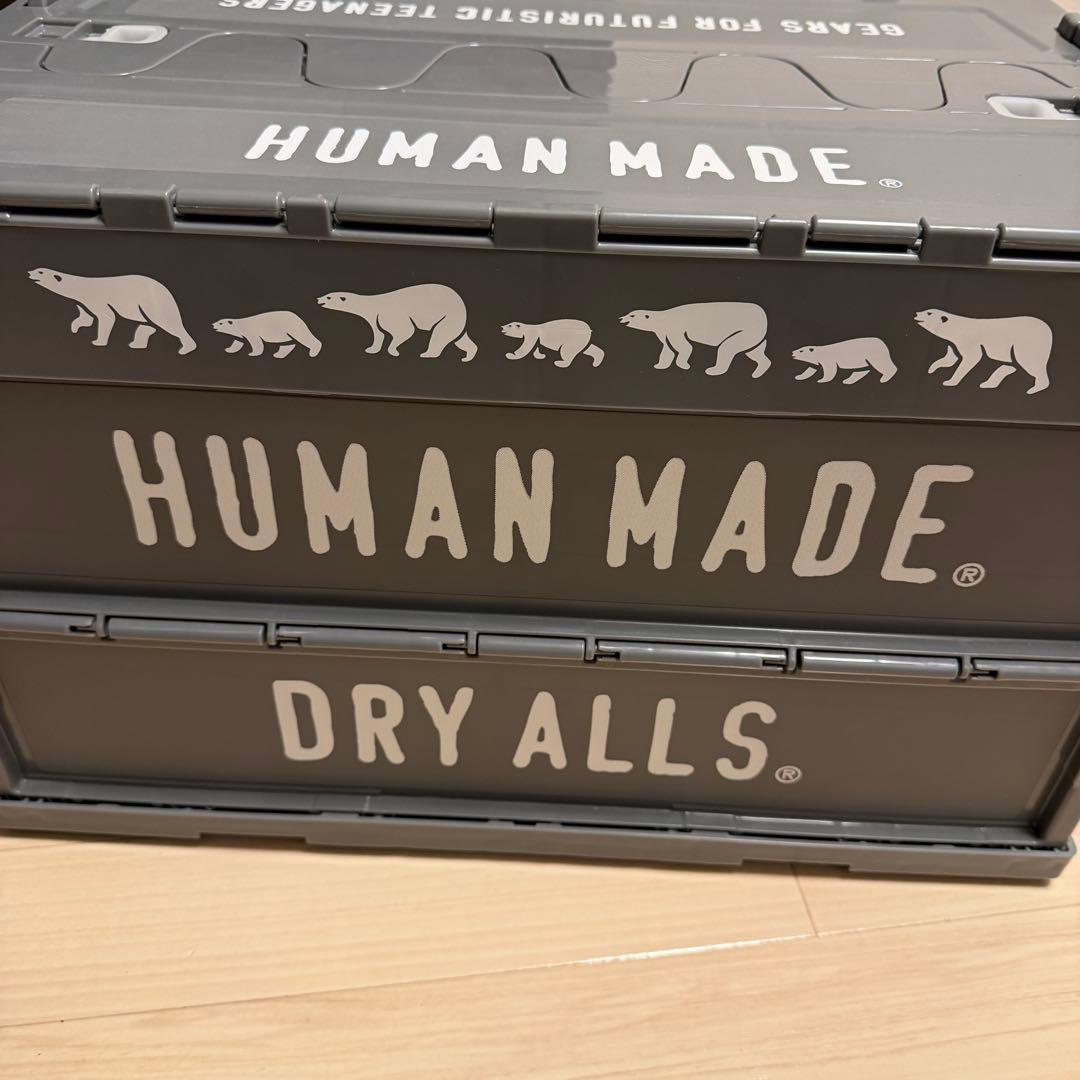 GEARS FOR FUTURISTIC TEENAGERS
HUMAN MADE®
HUMAN MADE®
DRY ALLS®